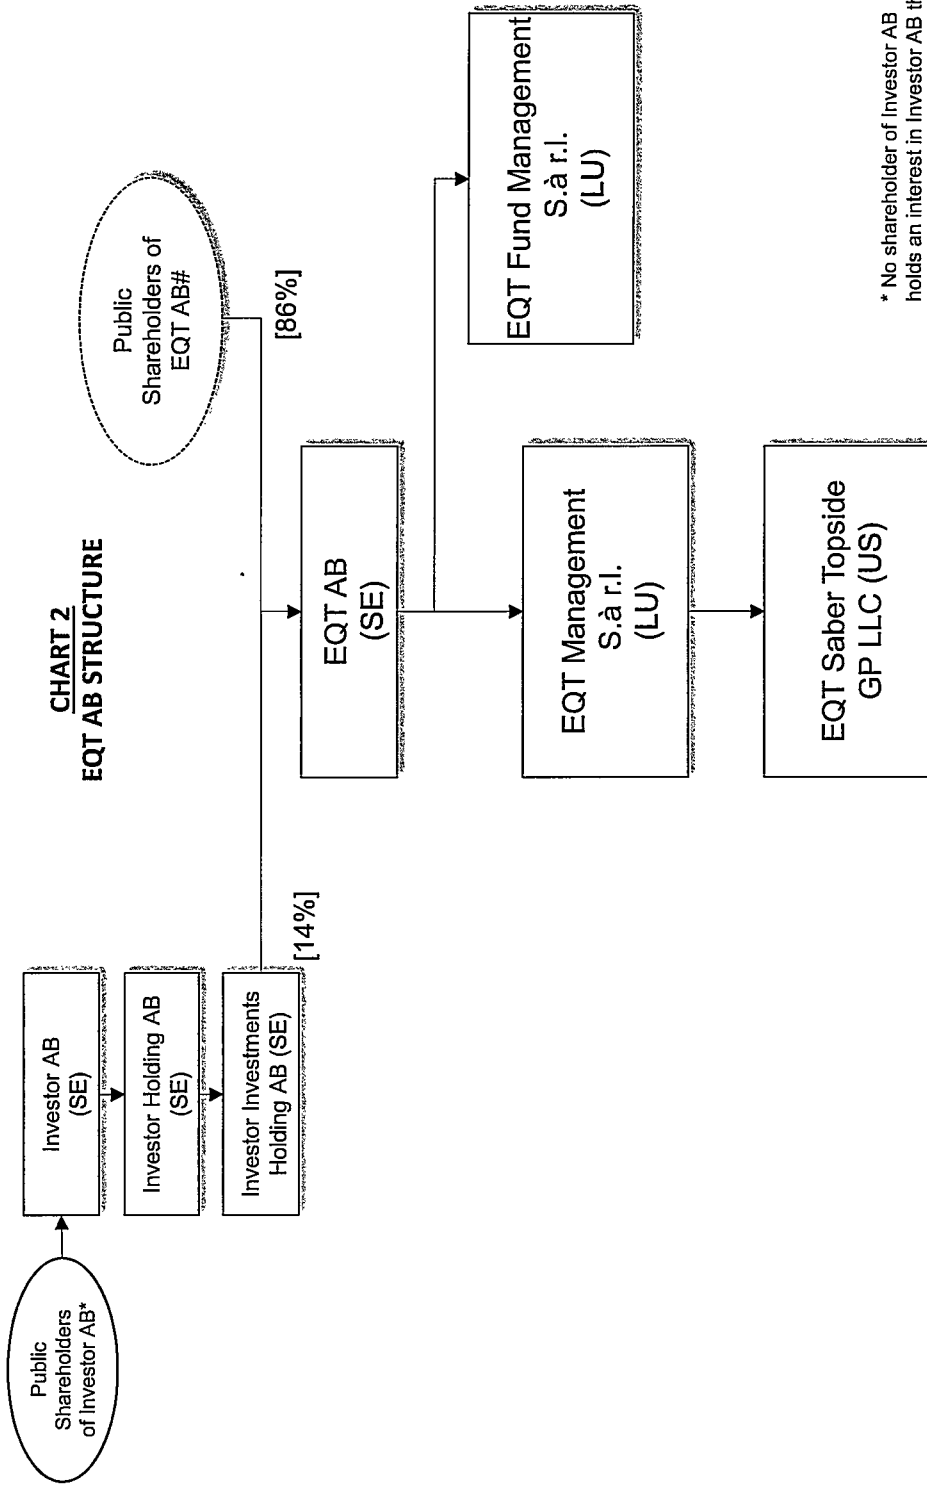 CHART 2
EQT AB STRUCTURE
Public
Shareholders
of Investor AB*
Investor AB
(SE)
Investor Holding AB
(SE)
Investor Investments
Holding AB (SE)
[14%]
Public
Shareholders of
EQT AB#
[86%]
EQT AB
(SE)
EQT Management
S.à r.l.
(LU)
EQT Fund Management
S.à r.l.
(LU)
EQT Saber Topside
GP LLC (US)
* No shareholder of Investor AB
holds an interest in Investor AB